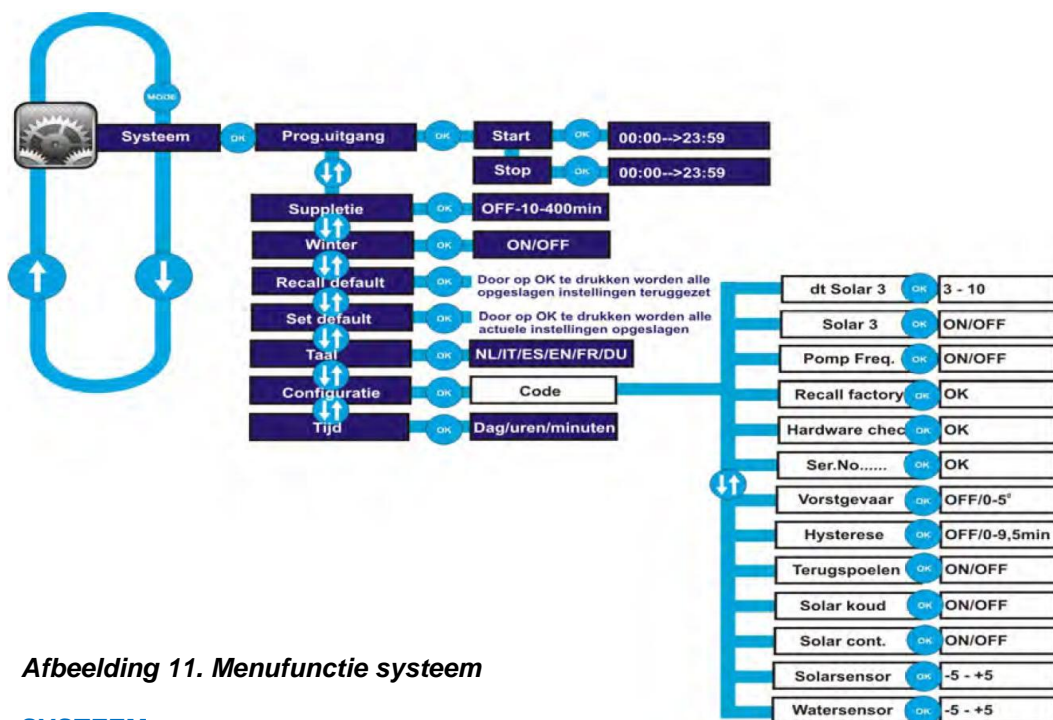 MODE
Systeem OK Prog.uitgang OK Start OK 00:00-->23:59
Stop OK 00:00-->23:59
Suppletie OK OFF-10-400min
Winter OK ON/OFF
Recall default OK Door op OK te drukken worden alle
opgeslagen instellingen teruggezet
Set default OK Door op OK te drukken worden alle
actuele instellingen opgeslagen
Taal OK NL/IT/ES/EN/FR/DU
Configuratie OK Code
Tijd OK Dag/uren/minuten
dt Solar 3 OK 3 - 10
Solar 3 OK ON/OFF
Pomp Freq. OK ON/OFF
Recall factory OK OK
Hardware chec OK OK
Ser.No...... OK OK
Vorstgevaar OK OFF/0-5°
Hysterese OK OFF/0-9,5min
Terugspoelen OK ON/OFF
Solar koud OK ON/OFF
Solar cont. OK ON/OFF
Solarsensor OK -5 - +5
Watersensor OK -5 - +5
Afbeelding 11. Menufunctie systeem